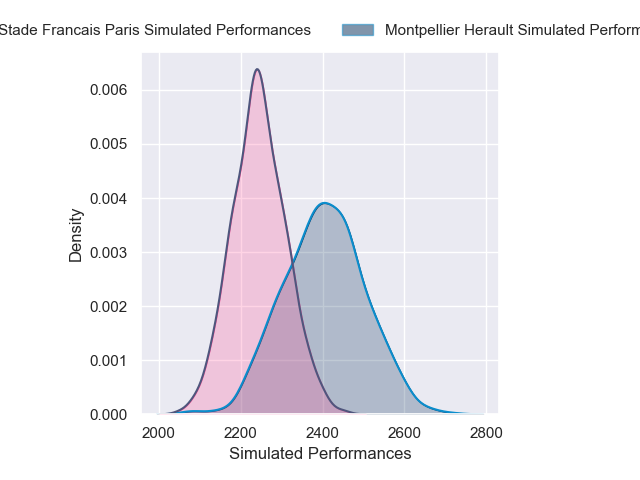 Stade Francais Paris Simulated Performances Montpellier Herault Simulated Perform
0.006
0.005
0.004
0.003
0.002
0.001
0.000
Density
2000 2200 2400 2600 2800
Simulated Performances